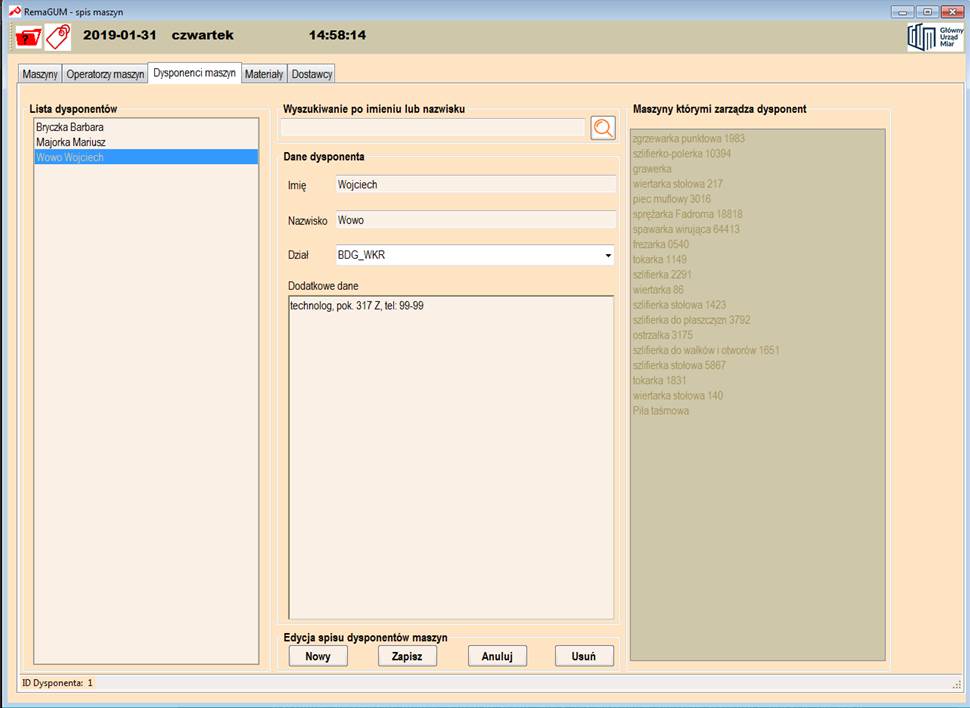 RemaGUM - spis maszyn
2019-01-31 czwartek 14:58:14
Główny
Urząd
Miar
Maszyny Operatorzy maszyn Dysponenci maszyn Materiały Dostawcy
Lista dysponentów
Bryczka Barbara
Majorka Mariusz
Wowo Wojciech
Wyszukiwanie po imieniu lub nazwisku
Dane dysponenta
Imię Wojciech
Nazwisko Wowo
Dział BDG_WKR
Dodatkowe dane
technolog, pok. 317 Z, tel: 99-99
Edycja spisu dysponentów maszyn
Nowy Zapisz Anuluj Usuń
Maszyny którymi zarządza dysponent
zgrzewarka punktowa 1983
szlifierko-polerka 10394
grawerka
wiertarka stołowa 217
piec muflowy 3016
sprężarka Fadroma 18818
spawarka wirująca 64413
frezarka 0540
tokarka 1149
szlifierka 2291
wiertarka 86
szlifierka stołowa 1423
szlifierka do płaszczyzn 3792
ostrzałka 3175
szlifierka do wałków i otworów 1651
szlifierka stołowa 5867
tokarka 1831
wiertarka stołowa 140
Piła taśmowa
ID Dysponenta: 1